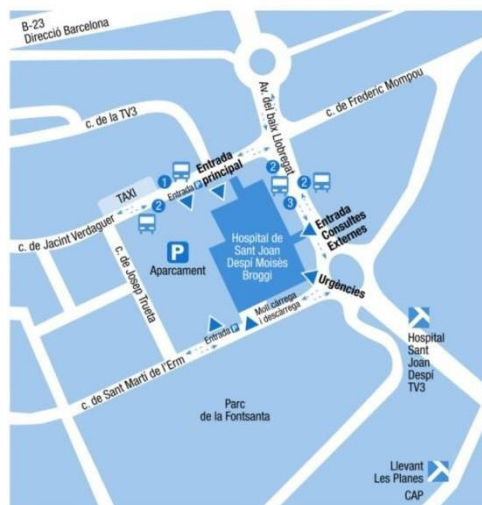 B-23
Direcció Barcelona
Av. del baix Llobregat
c. de Frederic Mompou
c. de la TV3
Entrada
principal
TAXI
1
2
Entrada P
2
2
3
c. de Jacint Verdaguer
Entrada
Consultes
Externes
Hospital de
Sant Joan
Despí Moisès
Broggi
P
Aparcament
c. de Josep Trueta
Urgències
Moll càrrega
i descàrrega
Entrada P
c. de Sant Martí de l'Erm
Hospital
Sant
Joan
Despí
TV3
Parc
de la Fontsanta
Llevant
Les Planes
CAP